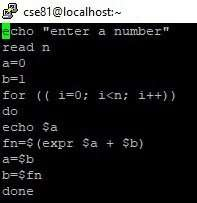 cse81@localhost:~
echo "enter a number"
read n
a=0
b=1
for (( i=0; i<n; i++))
do
echo $a
fn=$(expr $a + $b)
a=$b
b=$fn
done